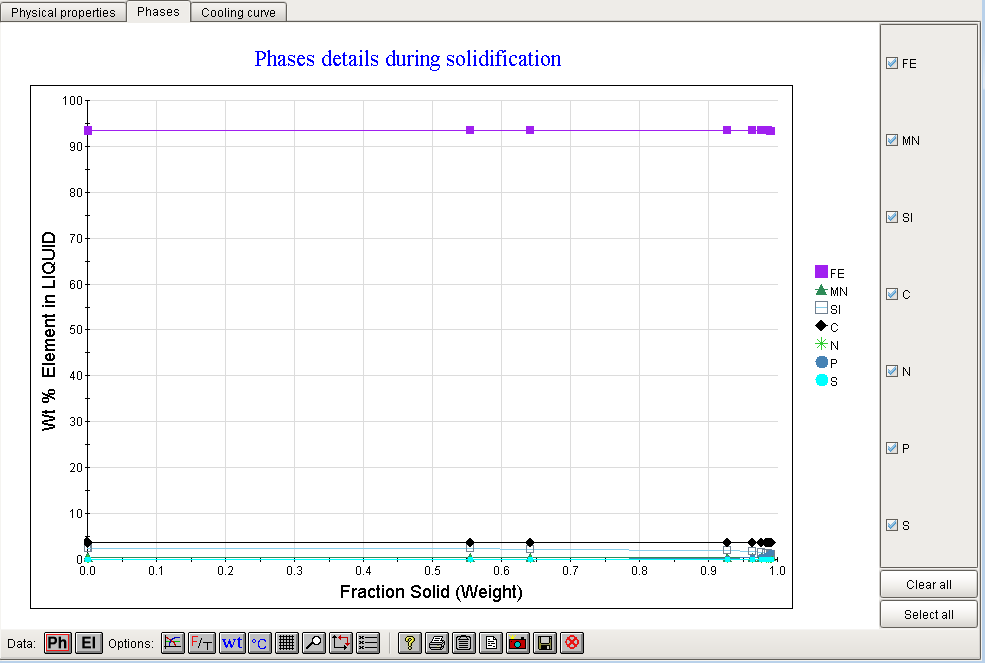 Physical properties
Phases
Cooling curve
Phases details during solidification
Wt %  Element in LIQUID
100
90
80
70
60
50
40
30
20
10
0
0.0 0.1 0.2 0.3 0.4 0.5 0.6 0.7 0.8 0.9 1.0
Fraction Solid (Weight)
FE
MN
SI
C
N
P
S
FE
MN
SI
C
N
P
S
Clear all
Select all
Data: Ph El Options: F/T wt °C ?